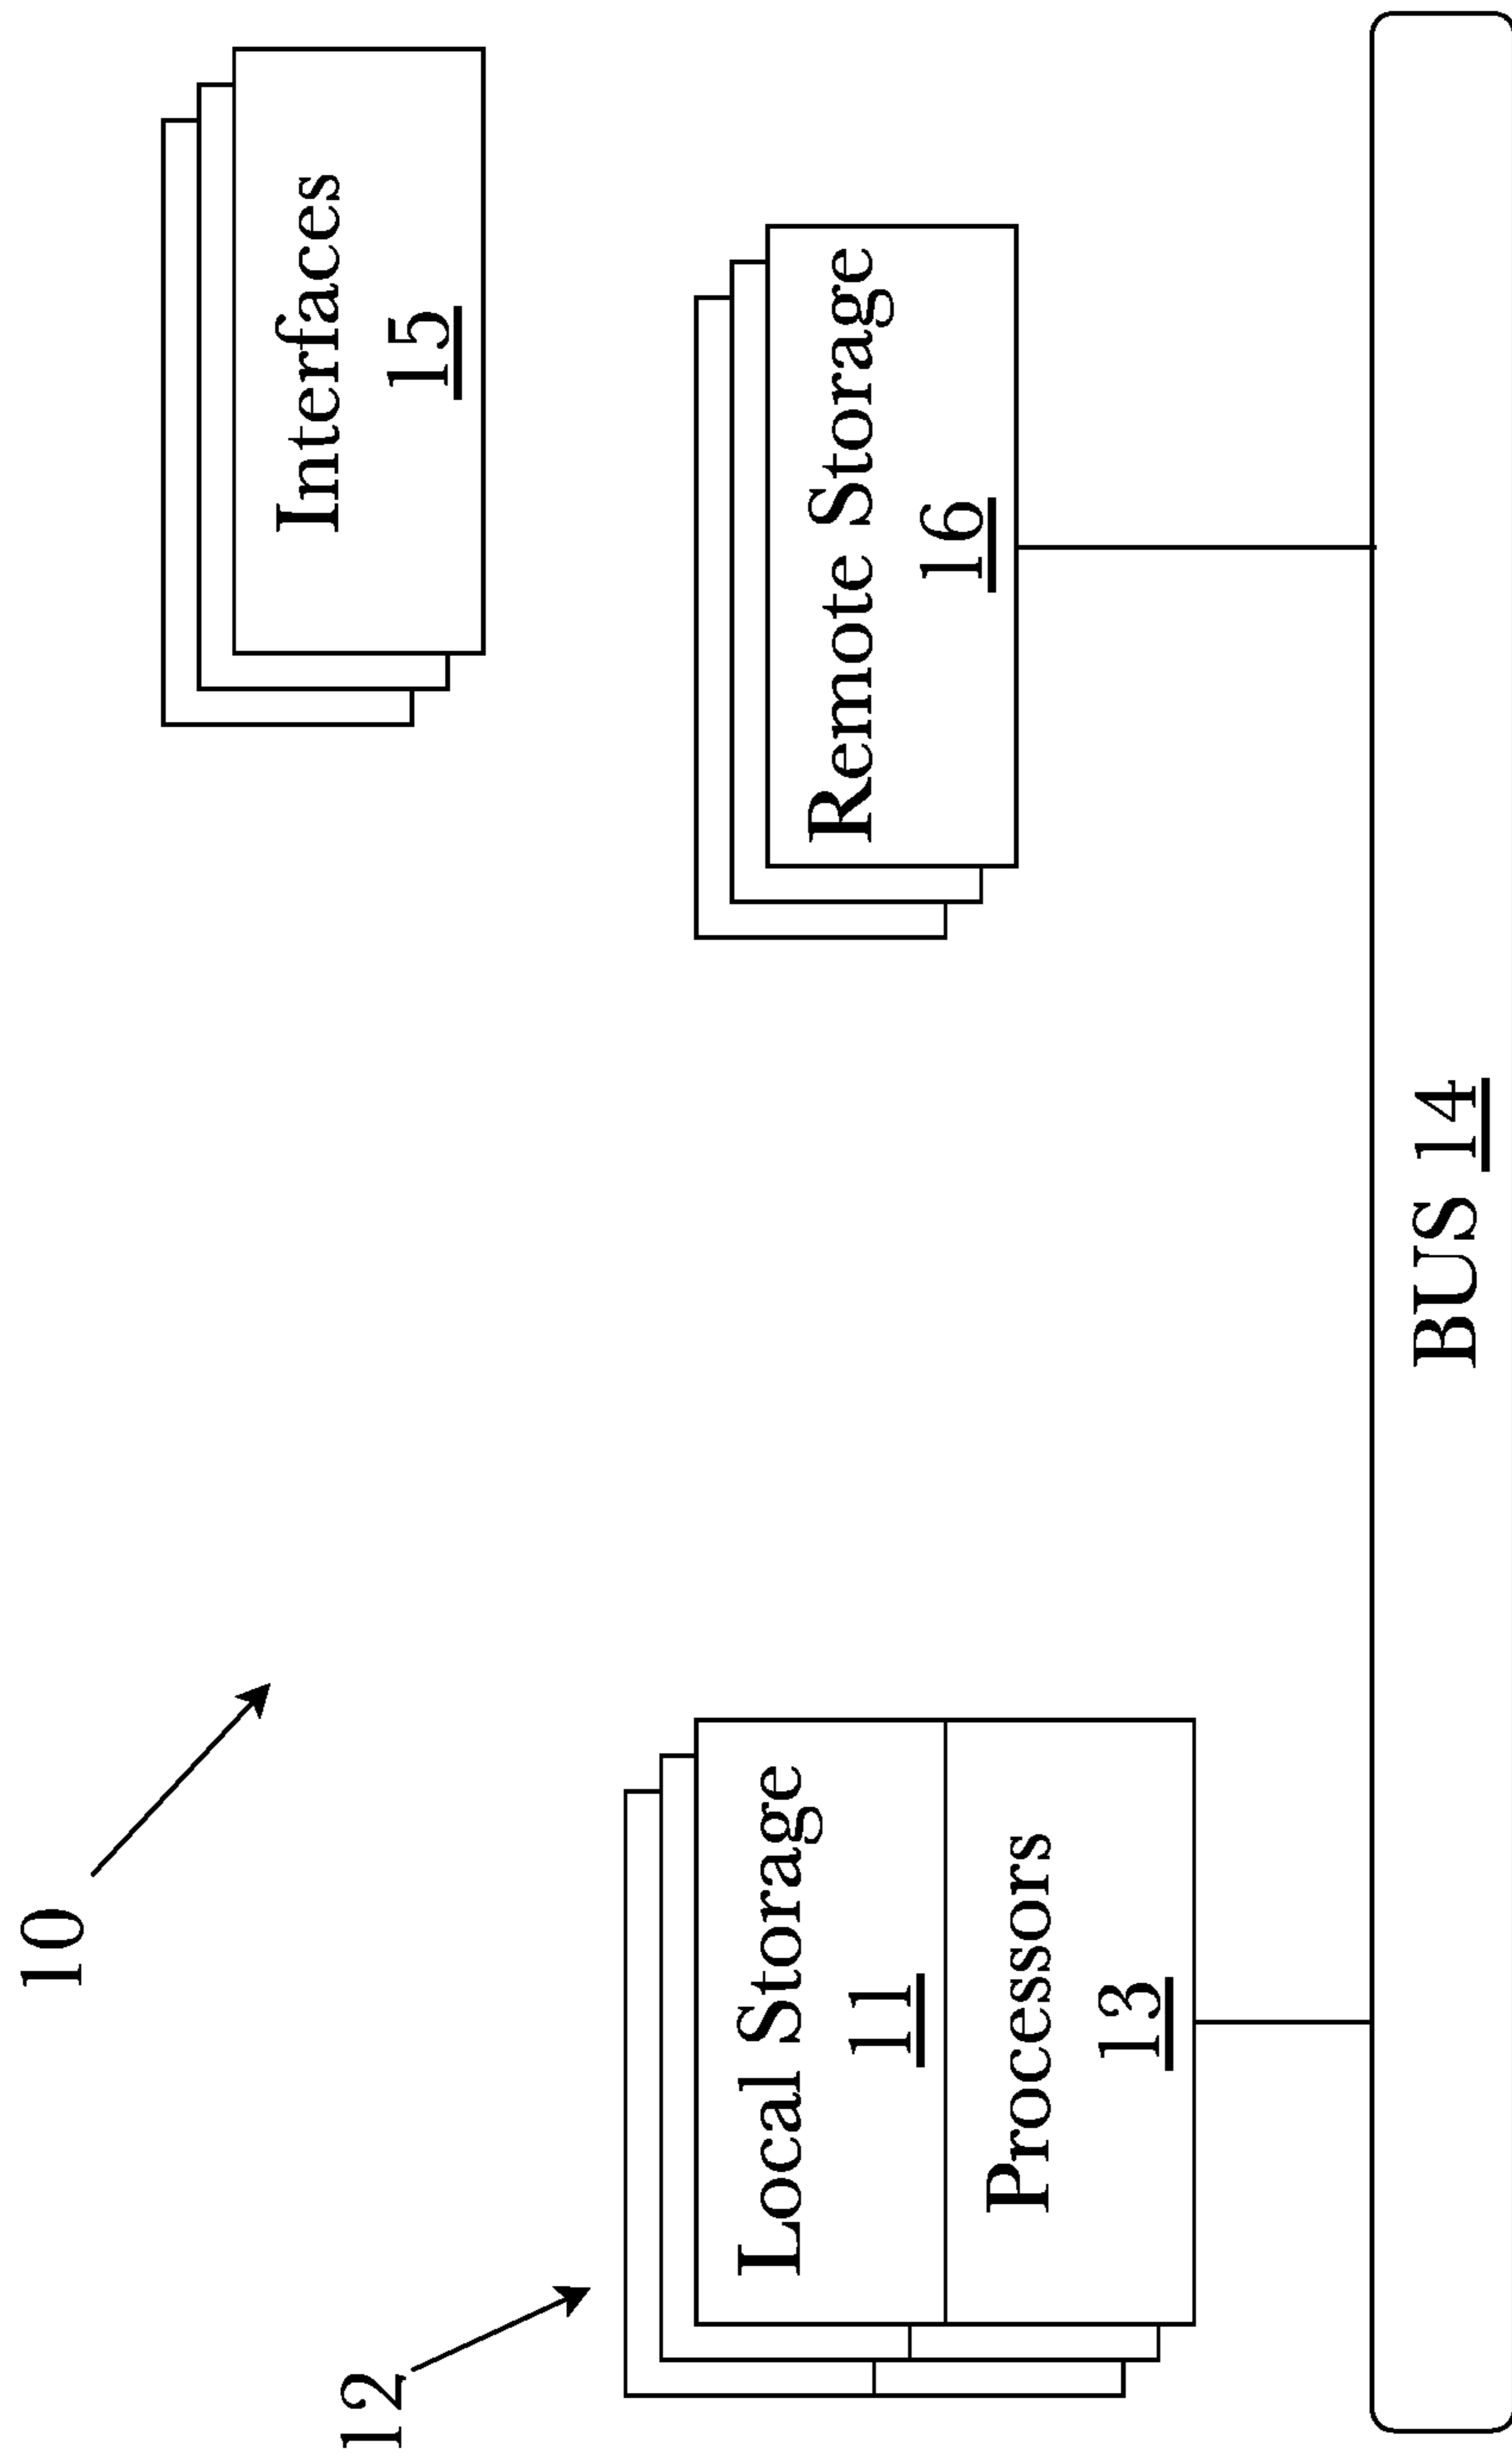 10
12
Local Storage
11
Processors
13
Interfaces
15
Remote Storage
16
BUS 14